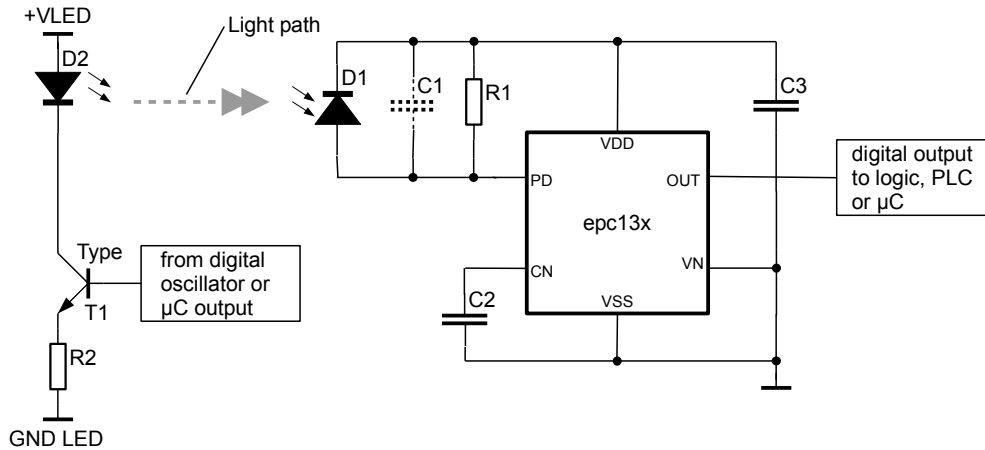 +VLED
D2
Light path
D1
C1
R1
C3
VDD
PD
OUT
epc13x
digital output
to logic, PLC
or µC
CN
VN
VSS
C2
Type
T1
from digital
oscillator or
µC output
R2
GND LED